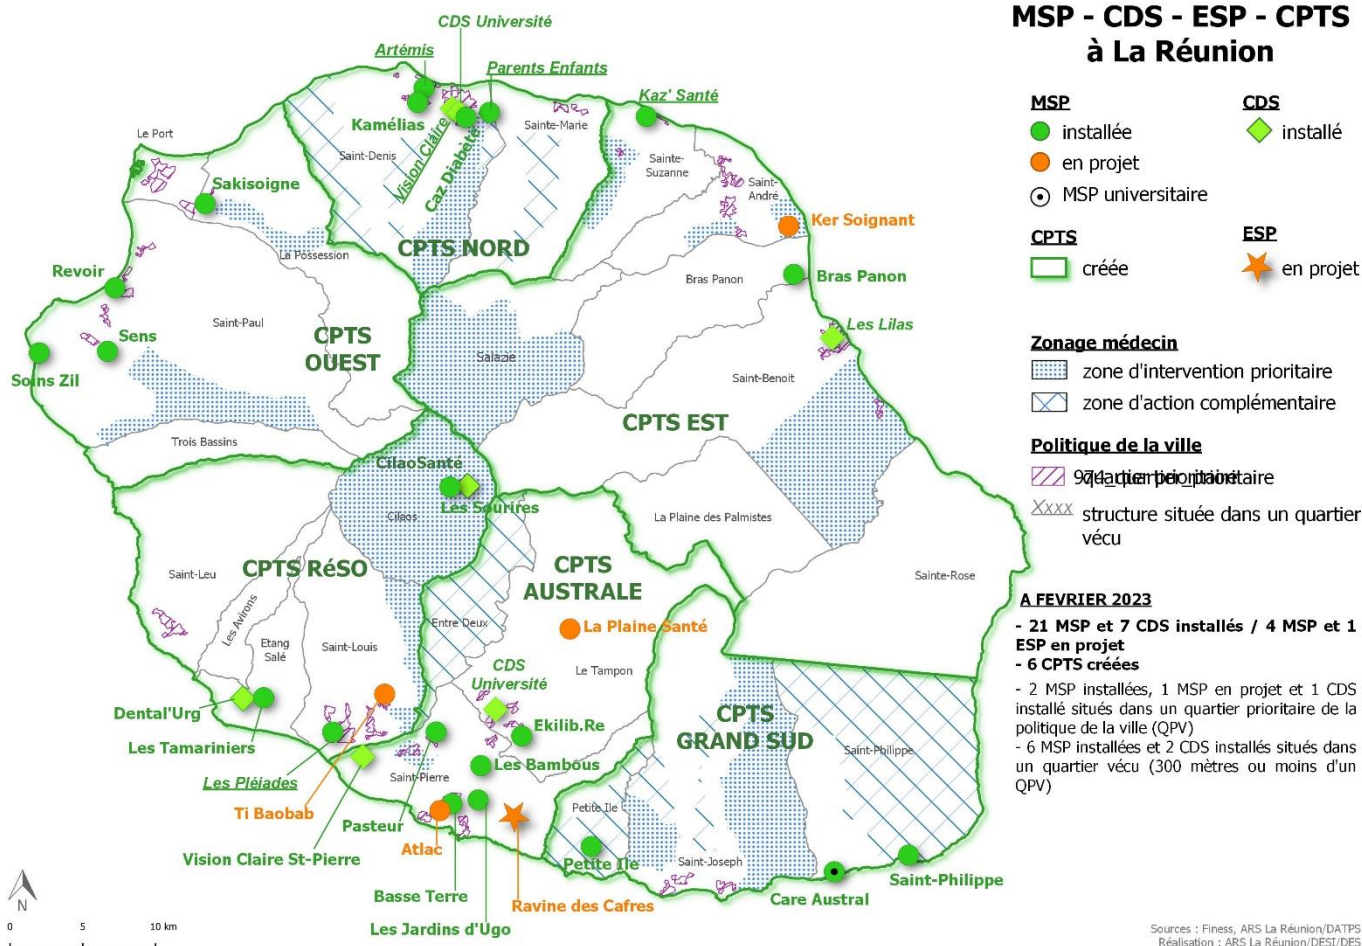 MSP - CDS - ESP - CPTS
à La Réunion
MSP
installée
en projet
MSP universitaire
CDS
installé
CPTS
créée
ESP
en projet
Zonage médecin
zone d'intervention prioritaire
zone d'action complémentaire
Politique de la ville
974_quartier_prioritaire
quartier prioritaire
Xxxx structure située dans un quartier
vécu
A FEVRIER 2023
- 21 MSP et 7 CDS installés / 4 MSP et 1
ESP en projet
- 6 CPTS créées
- 2 MSP installées, 1 MSP en projet et 1 CDS
installé situés dans un quartier prioritaire de la
politique de la ville (QPV)
- 6 MSP installées et 2 CDS installés situés dans
un quartier vécu (300 mètres ou moins d'un
QPV)
CDS Université
Artémis
Parents Enfants
Kaz' Santé
Kamélias
Vision Claire
Caz Diabète
Le Port
Saint-Denis
Sainte-Marie
Sainte-
Suzanne
Saint-
André
Sakisoigne
Ker Soignant
CPTS NORD
La Possession
Revoir
Bras Panon
Bras Panon
Saint-Paul
CPTS
OUEST
Sens
Soins Zil
Salazie
Les Lilas
Saint-Benoit
CPTS EST
Trois Bassins
CilaoSanté
Les Sourires
Cilaos
La Plaine des Palmistes
CPTS RéSO
CPTS
AUSTRALE
Saint-Leu
Sainte-Rose
Les Avirons
Etang
Salé
Saint-Louis
Entre Deux
La Plaine Santé
Le Tampon
CDS
Université
Dental'Urg
Les Tamariniers
Ekilib.Re
CPTS
GRAND SUD
Saint-Philippe
Les Bambous
Les Pléiades
Saint-Pierre
Ti Baobab
Pasteur
Petite Ile
Atlac
Vision Claire St-Pierre
Petite Ile
Saint-Joseph
Saint-Philippe
Care Austral
Basse Terre
Ravine des Cafres
Les Jardins d'Ugo
N
0 5 10 km
Sources : Finess, ARS La Réunion/DATPS
Réalisation : ARS La Réunion/DESI/DES